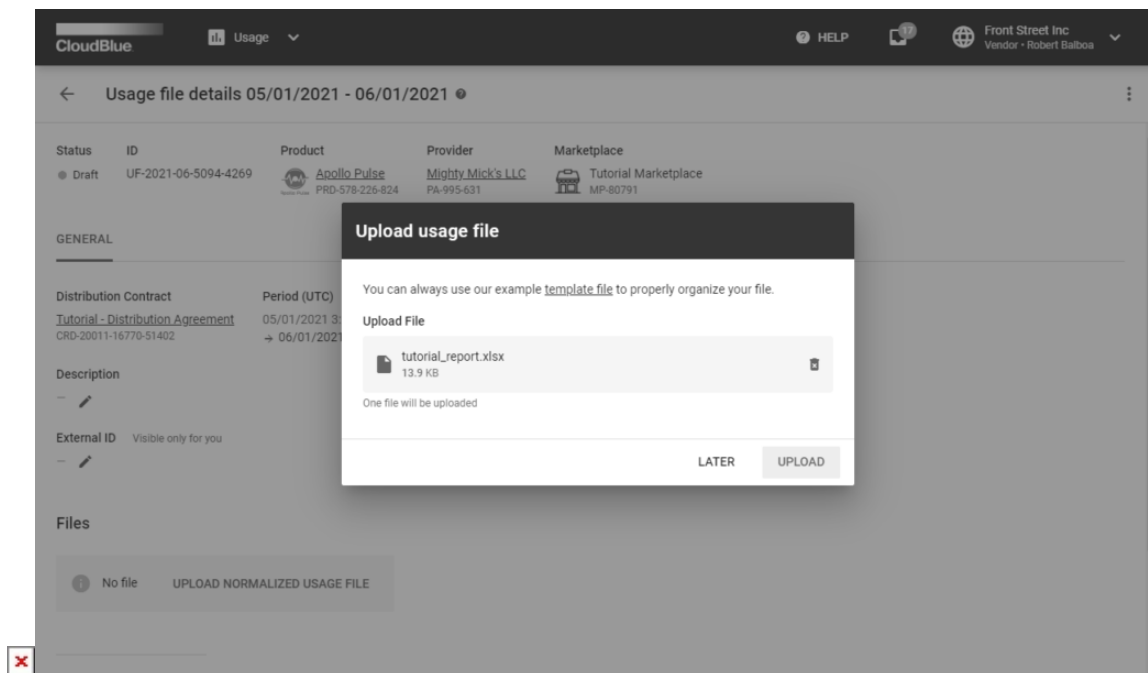 CloudBlue
Usage
HELP
17
Front Street Inc
Vendor • Robert Balboa
Usage file details 05/01/2021 - 06/01/2021
Status
ID
Product
Provider
Marketplace
Draft
UF-2021-06-5094-4269
Apollo Pulse
PRD-578-226-824
Mighty Mick's LLC
PA-995-631
Tutorial Marketplace
MP-80791
GENERAL
Distribution Contract
Tutorial - Distribution Agreement
CRD-20011-16770-51402
Period (UTC)
05/01/2021 3:
→ 06/01/2021
Description
–
External ID Visible only for you
–
Files
No file UPLOAD NORMALIZED USAGE FILE
Upload usage file
You can always use our example template file to properly organize your file.
Upload File
tutorial_report.xlsx
13.9 KB
One file will be uploaded
LATER UPLOAD